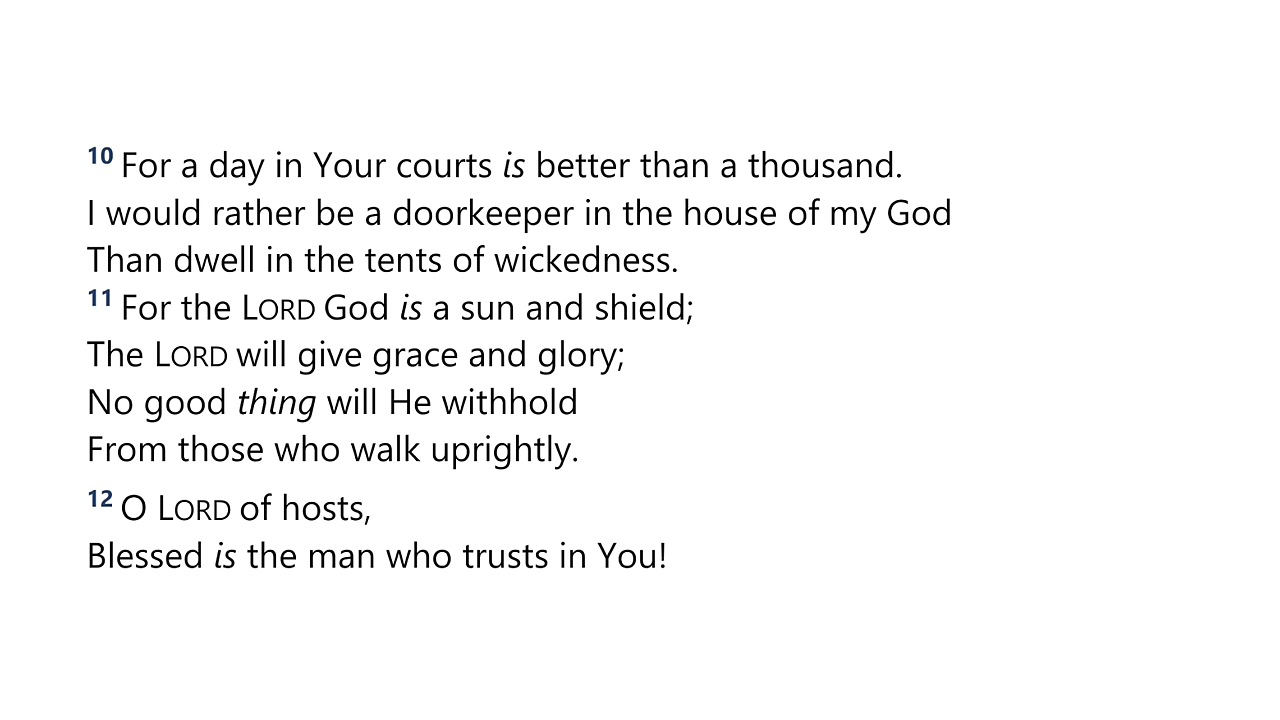 10 For a day in Your courts is better than a thousand.
I would rather be a doorkeeper in the house of my God
Than dwell in the tents of wickedness.
11 For the LORD God is a sun and shield;
The LORD will give grace and glory;
No good thing will He withhold
From those who walk uprightly.
12 O LORD of hosts,
Blessed is the man who trusts in You!